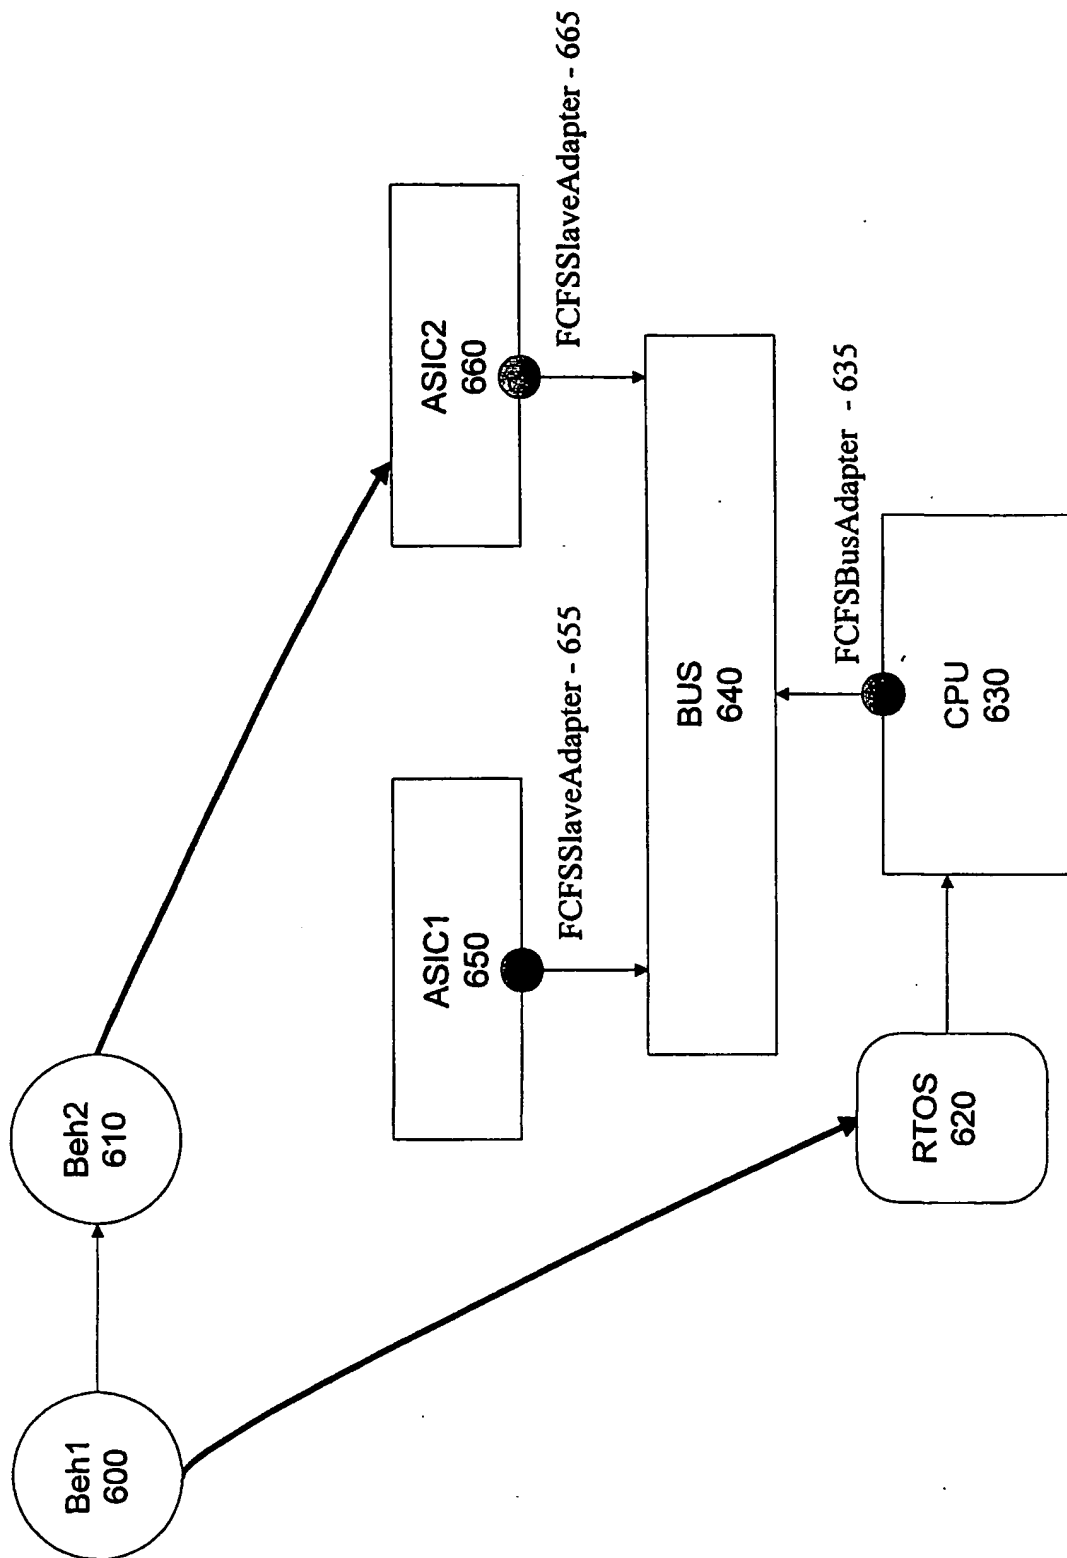 Beh1
600
Beh2
610
ASIC1
650
ASIC2
660
FCFSSlaveAdapter - 655
FCFSSlaveAdapter - 665
BUS
640
FCFSBusAdapter - 635
RTOS
620
CPU
630